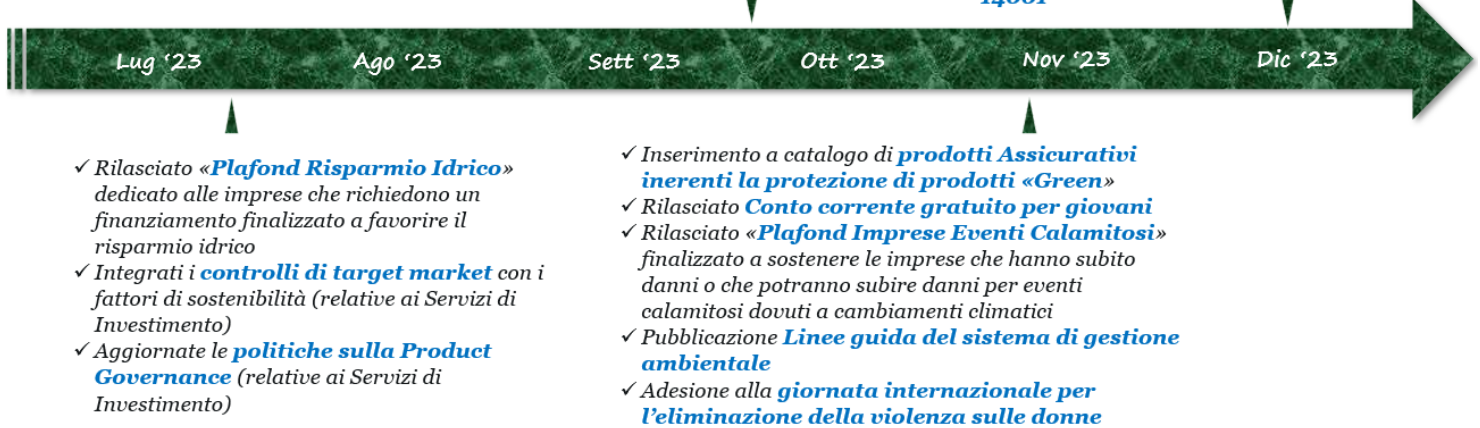 14001
Lug ‘23 Ago ‘23 Sett ‘23 Ott ‘23 Nov ‘23 Dic ‘23
✓ Rilasciato «Plafond Risparmio Idrico»
dedicato alle imprese che richiedono un
finanziamento finalizzato a favorire il
risparmio idrico
✓ Integrati i controlli di target market con i
fattori di sostenibilità (relative ai Servizi di
Investimento)
✓ Aggiornate le politiche sulla Product
Governance (relative ai Servizi di
Investimento)
✓ Inserimento a catalogo di prodotti Assicurativi
inerenti la protezione di prodotti «Green»
✓ Rilasciato Conto corrente gratuito per giovani
✓ Rilasciato «Plafond Imprese Eventi Calamitosi»
finalizzato a sostenere le imprese che hanno subito
danni o che potranno subire danni per eventi
calamitosi dovuti a cambiamenti climatici
✓ Pubblicazione Linee guida del sistema di gestione
ambientale
✓ Adesione alla giornata internazionale per
l’eliminazione della violenza sulle donne